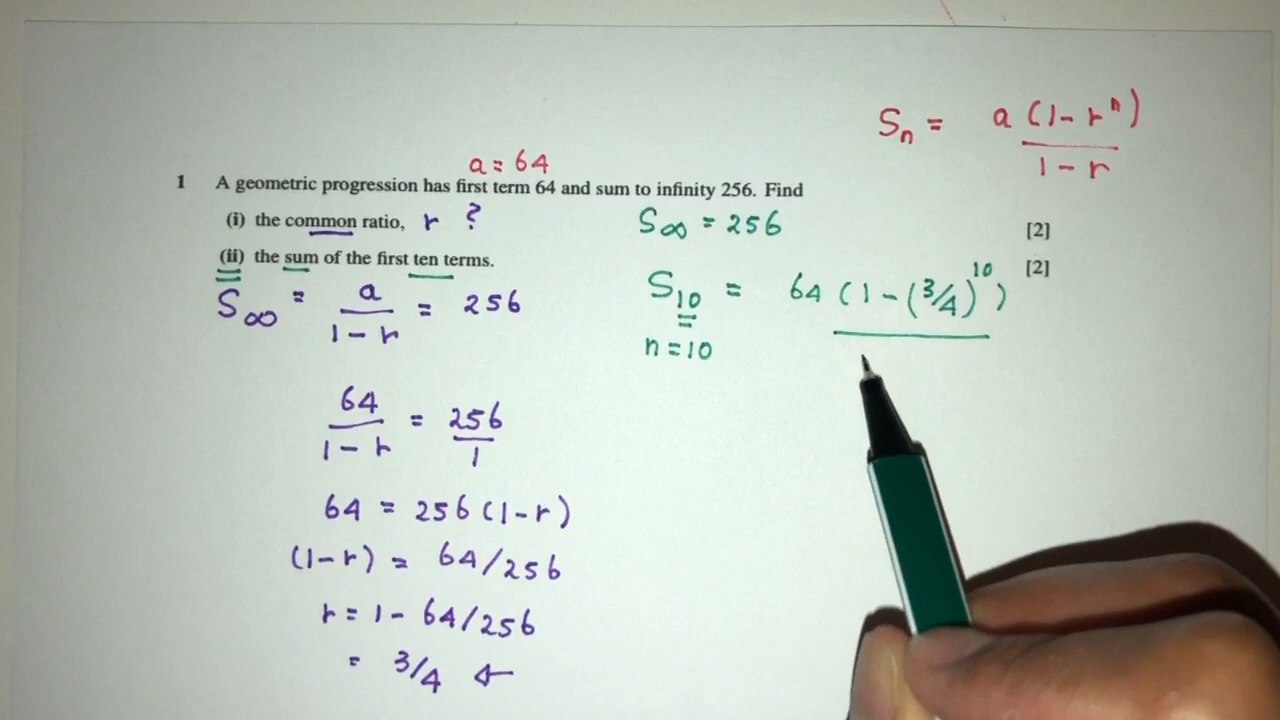 Sn = a (1 - r^n)
1 - r
a = 64
1 A geometric progression has first term 64 and sum to infinity 256. Find
(i) the common ratio, r ? [2]
S∞ = 256
(ii) the sum of the first ten terms. [2]
S∞ = a / 1 - r = 256
64 / 1 - r = 256 / 1
64 = 256 (1 - r)
(1 - r) = 64/256
r = 1 - 64/256
= 3/4
S10 = 64 (1 - (3/4)^10)
n = 10